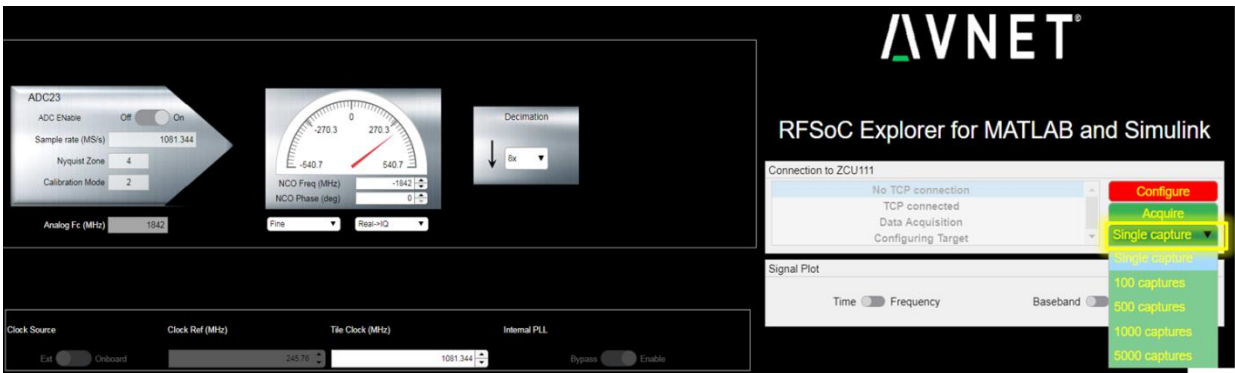 AVNET®
RFSoC Explorer for MATLAB and Simulink
ADC23
ADC ENable Off On
Sample rate (MS/s) 1081.344
Nyquist Zone 4
Calibration Mode 2
Analog Fc (MHz) 1842
0
-270.3 270.3
-540.7 540.7
NCO Freq (MHz) -1842
NCO Phase (deg) 0
Fine Real->IQ
Decimation
8x
Connection to ZCU111
No TCP connection
TCP connected
Data Acquisition
Configuring Target
Configure
Acquire
Single capture
Single capture
100 captures
500 captures
1000 captures
5000 captures
Signal Plot
Time Frequency Baseband
Clock Source Clock Ref (MHz) Tile Clock (MHz) Internal PLL
Ext Onboard 245.76 1081.344 Bypass Enable